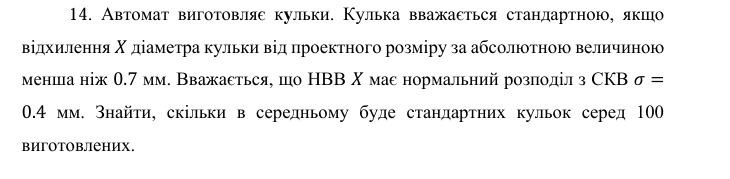 14. Автомат виготовляє кульки. Кулька вважається стандартною, якщо
відхилення X діаметра кульки від проектного розміру за абсолютною величиною
менша ніж 0.7 мм. Вважається, що НВВ X має нормальний розподіл з СКВ σ =
0.4 мм. Знайти, скільки в середньому буде стандартних кульок серед 100
виготовлених.